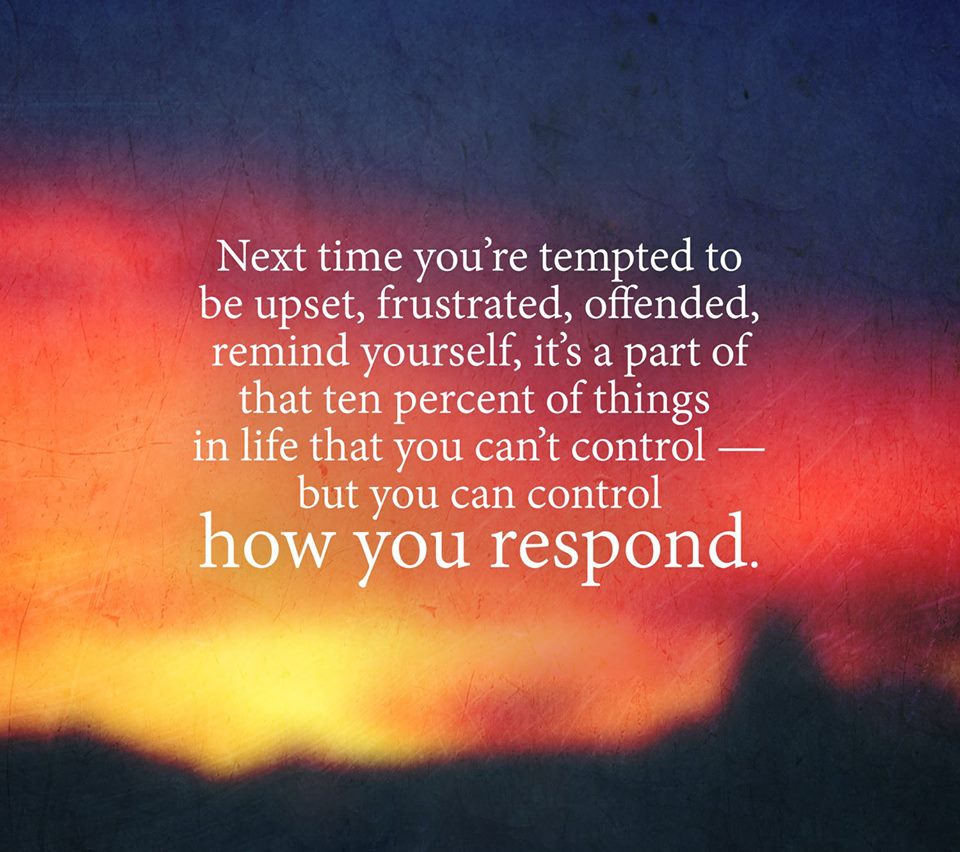 Next time you’re tempted to
be upset, frustrated, offended,
remind yourself, it’s a part of
that ten percent of things
in life that you can’t control —
but you can control
how you respond.